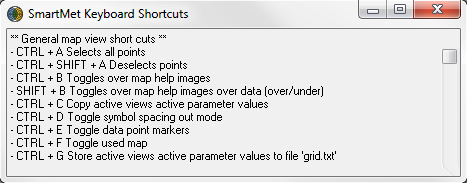 SmartMet Keyboard Shortcuts
** General map view short cuts **
- CTRL + A Selects all points
- CTRL + SHIFT + A Deselects points
- CTRL + B Toggles over map help images
- SHIFT + B Toggles over map help images over data (over/under)
- CTRL + C Copy active views active parameter values
- CTRL + D Toggle symbol spacing out mode
- CTRL + E Toggle data point markers
- CTRL + F Toggle used map
- CTRL + G Store active views active parameter values to file 'grid.txt'